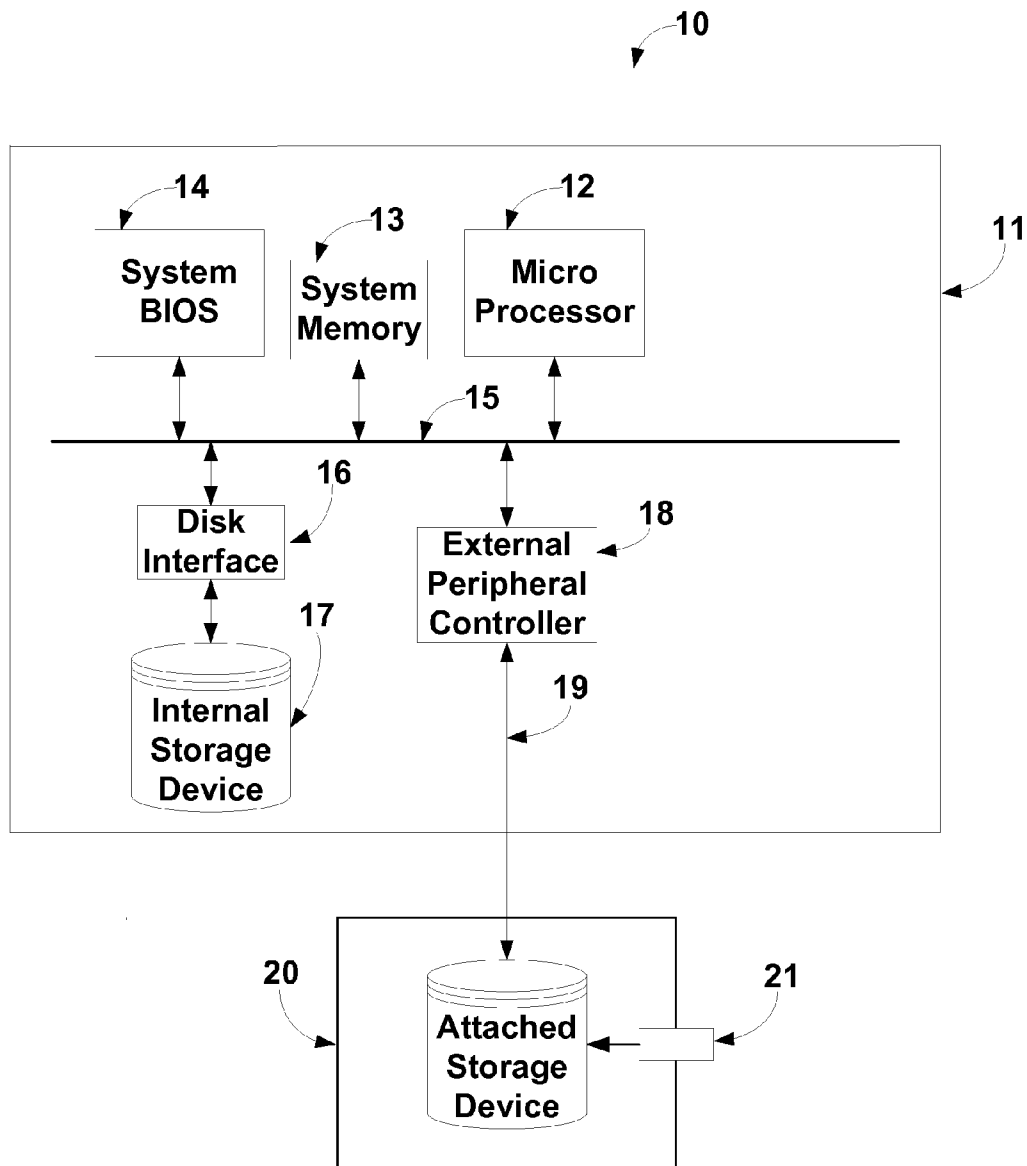 10
14
13
12
11
System
BIOS
System
Memory
Micro
Processor
15
16
18
Disk
Interface
External
Peripheral
Controller
17
19
Internal
Storage
Device
20
21
Attached
Storage
Device